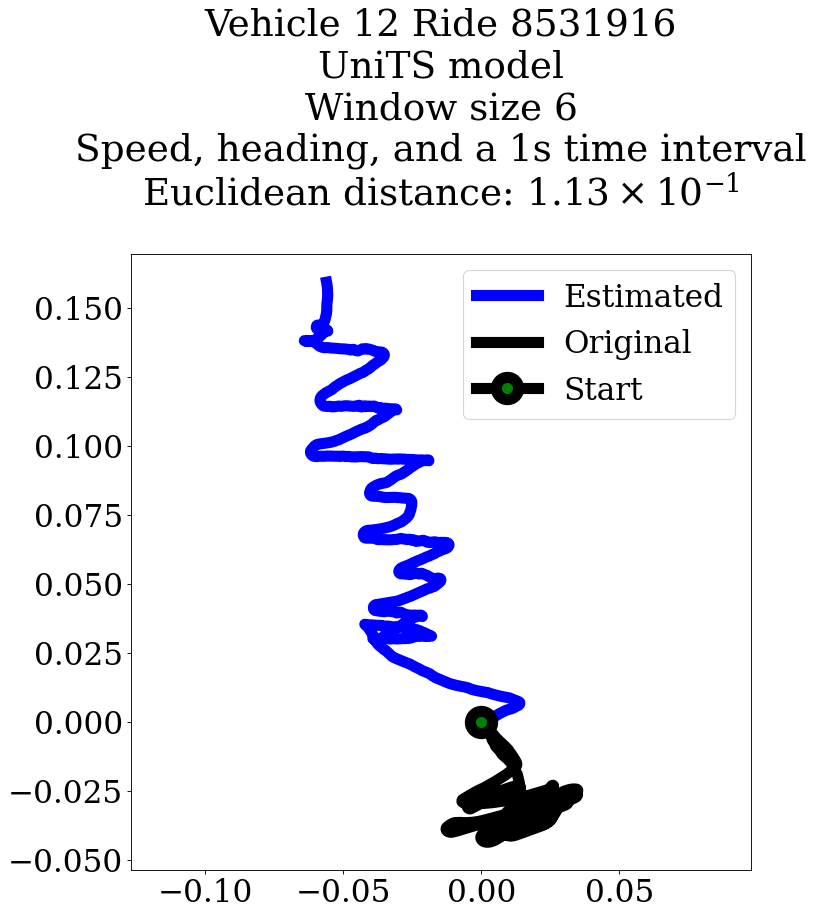 Vehicle 12 Ride 8531916
UniTS model
Window size 6
Speed, heading, and a 1s time interval
Euclidean distance: 1.13 × 10⁻¹
Estimated
Original
Start
0.150
0.125
0.100
0.075
0.050
0.025
0.000
−0.025
−0.050
−0.10 −0.05 0.00 0.05